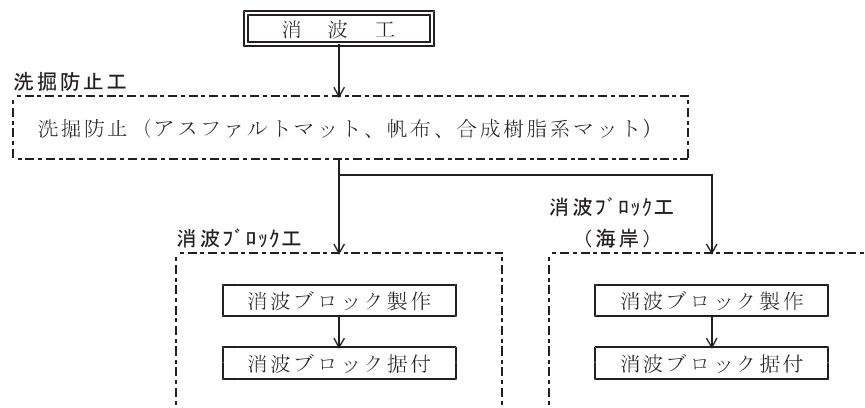 消 波 工
洗掘防止工
洗掘防止（アスファルトマット、帆布、合成樹脂系マット）
消波ﾌﾞﾛｯｸ工
消波ブロック製作
消波ブロック据付
消波ﾌﾞﾛｯｸ工
（海岸）
消波ブロック製作
消波ブロック据付